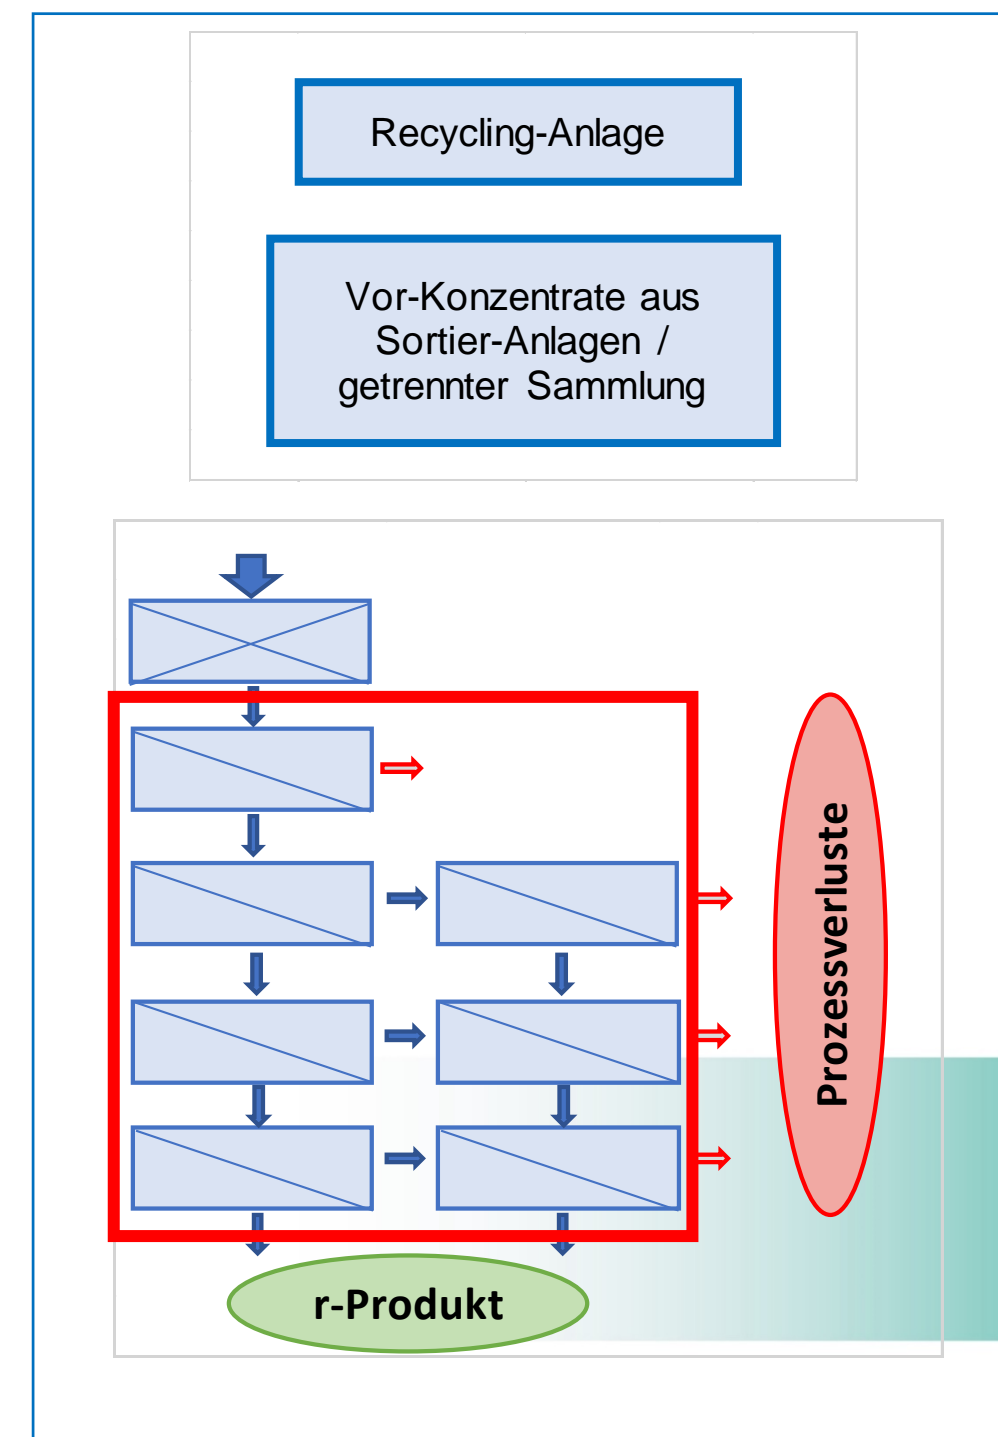 Recycling-Anlage
Vor-Konzentrate aus
Sortier-Anlagen /
getrennter Sammlung
Prozessverluste
r-Produkt